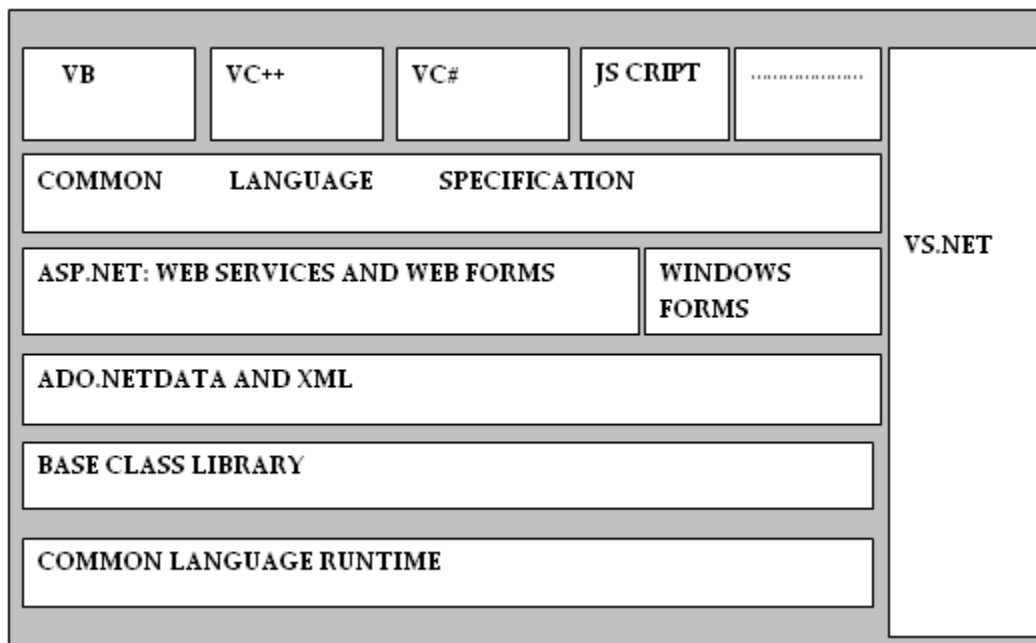 VB
VC++
VC#
JS CRIPT
.....................
COMMON LANGUAGE SPECIFICATION
VS.NET
ASP.NET: WEB SERVICES AND WEB FORMS
WINDOWS
FORMS
ADO.NETDATA AND XML
BASE CLASS LIBRARY
COMMON LANGUAGE RUNTIME